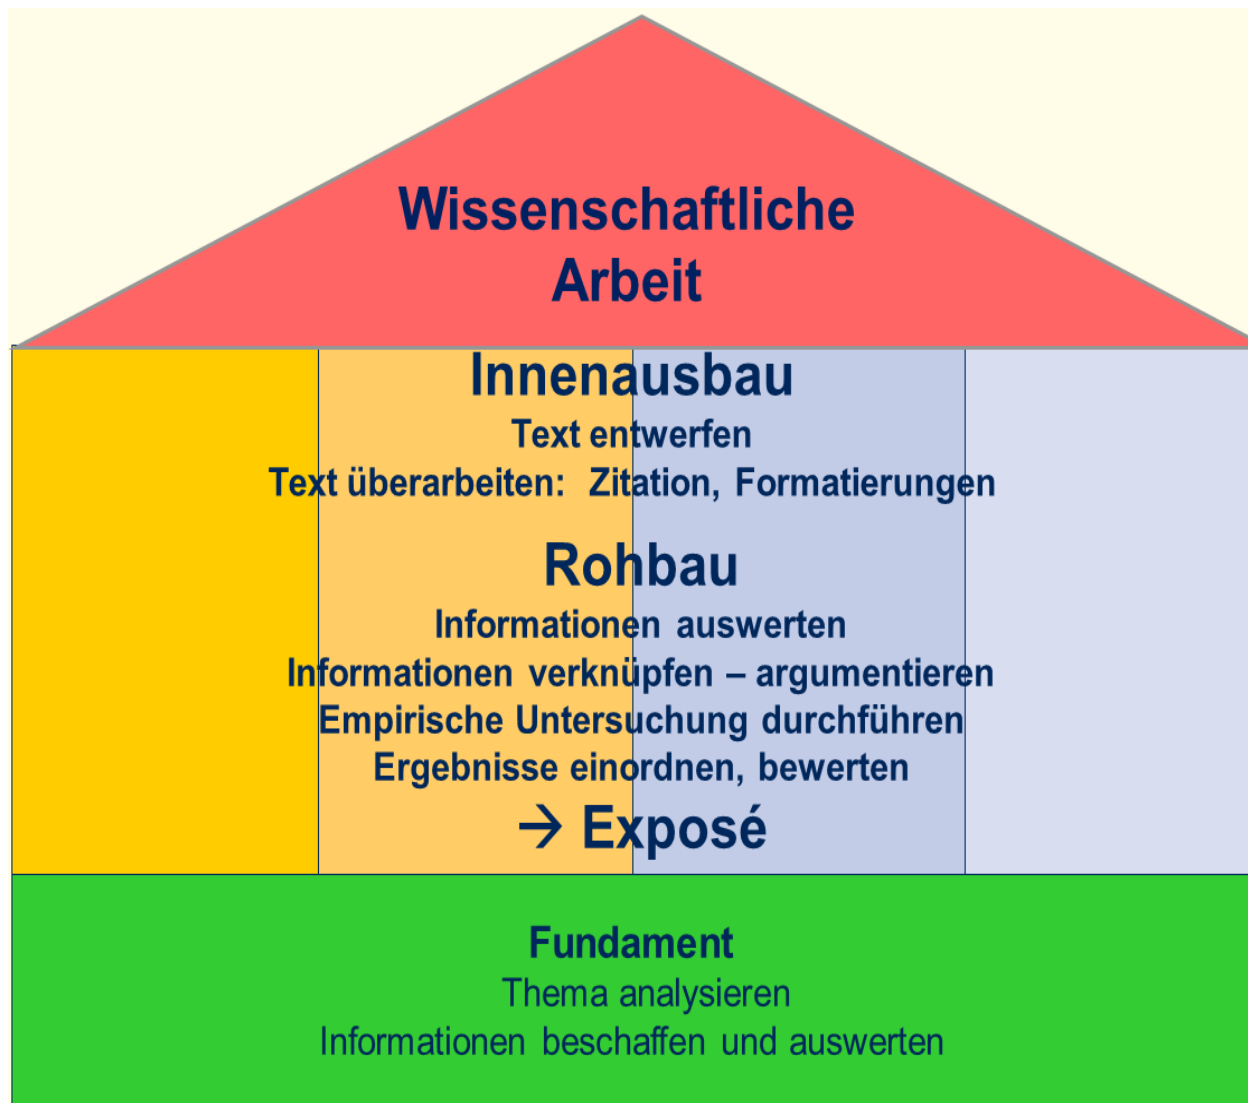 Wissenschaftliche
Arbeit
Innenausbau
Text entwerfen
Text überarbeiten: Zitation, Formatierungen
Rohbau
Informationen auswerten
Informationen verknüpfen – argumentieren
Empirische Untersuchung durchführen
Ergebnisse einordnen, bewerten
→ Exposé
Fundament
Thema analysieren
Informationen beschaffen und auswerten